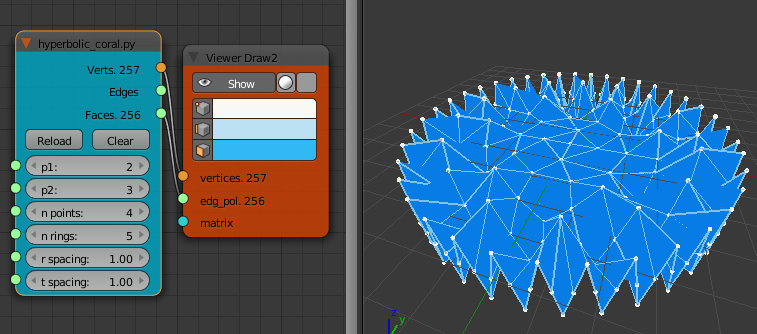 hyperbolic_coral.py
Verts. 257
Edges
Faces. 256
Reload Clear
p1: 2
p2: 3
n points: 4
n rings: 5
r spacing: 1.00
t spacing: 1.00
Viewer Draw2
Show
vertices. 257
edg_pol. 256
matrix
z
y